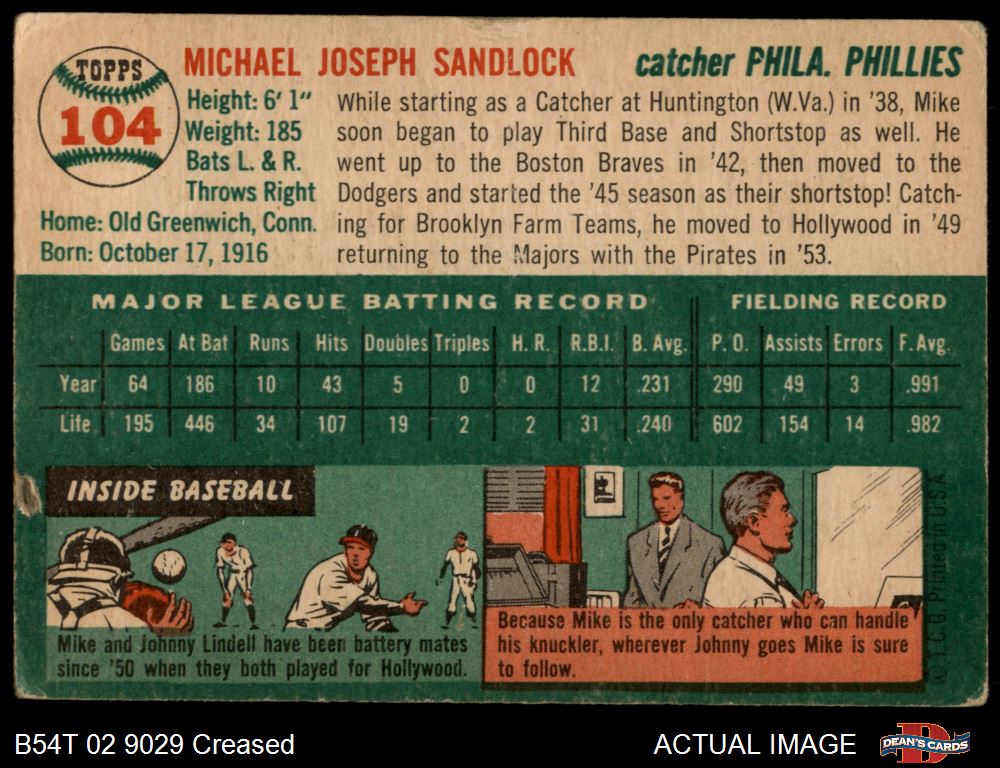 TOPPS
104
MICHAEL JOSEPH SANDLOCK
catcher PHILA. PHILLIES
Height: 6' 1"
Weight: 185
Bats L. & R.
Throws Right
Home: Old Greenwich, Conn.
Born: October 17, 1916
While starting as a Catcher at Huntington (W.Va.) in '38, Mike
soon began to play Third Base and Shortstop as well. He
went up to the Boston Braves in '42, then moved to the
Dodgers and started the '45 season as their shortstop! Catch-
ing for Brooklyn Farm Teams, he moved to Hollywood in '49
returning to the Majors with the Pirates in '53.
MAJOR LEAGUE BATTING RECORD FIELDING RECORD
Games At Bat Runs Hits Doubles Triples H. R. R.B.I. B. Avg. P. O. Assists Errors F. Avg.
Year 64 186 10 43 5 0 0 12 .231 290 49 3 .991
Life 195 446 34 107 19 2 2 31 .240 602 154 14 .982
INSIDE BASEBALL
Mike and Johnny Lindell have been battery mates
since '50 when they both played for Hollywood.
Because Mike is the only catcher who can handle
his knuckler, wherever Johnny goes Mike is sure
to follow.
© T.C.G. Printed in U.S.A.
B54T 02 9029 Creased
ACTUAL IMAGE
DEAN'S CARDS